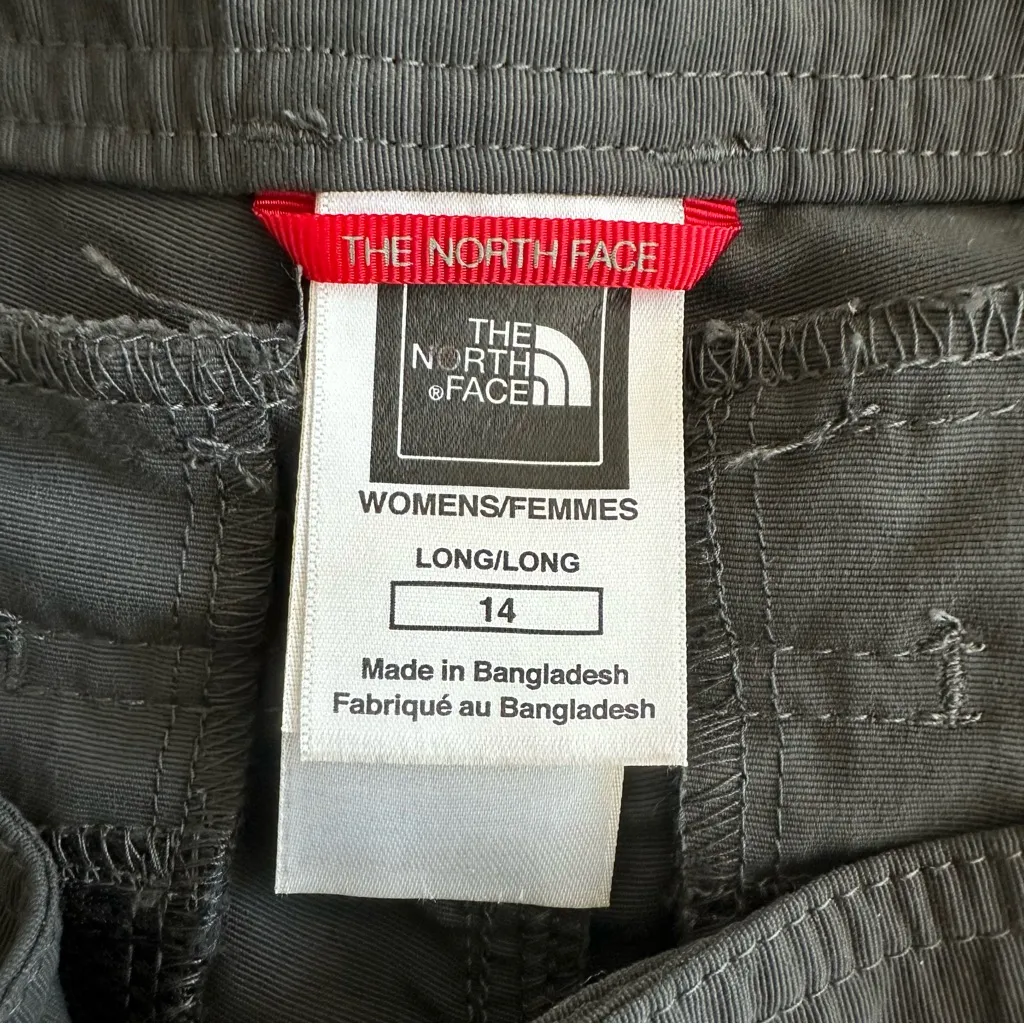 THE NORTH FACE
THE
NORTH
®FACE
WOMENS/FEMMES
LONG/LONG
14
Made in Bangladesh
Fabriqué au Bangladesh